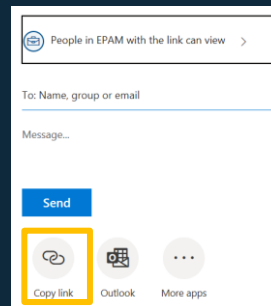 People in EPAM with the link can view
To: Name, group or email
Message...
Send
Copy link
Outlook
More apps